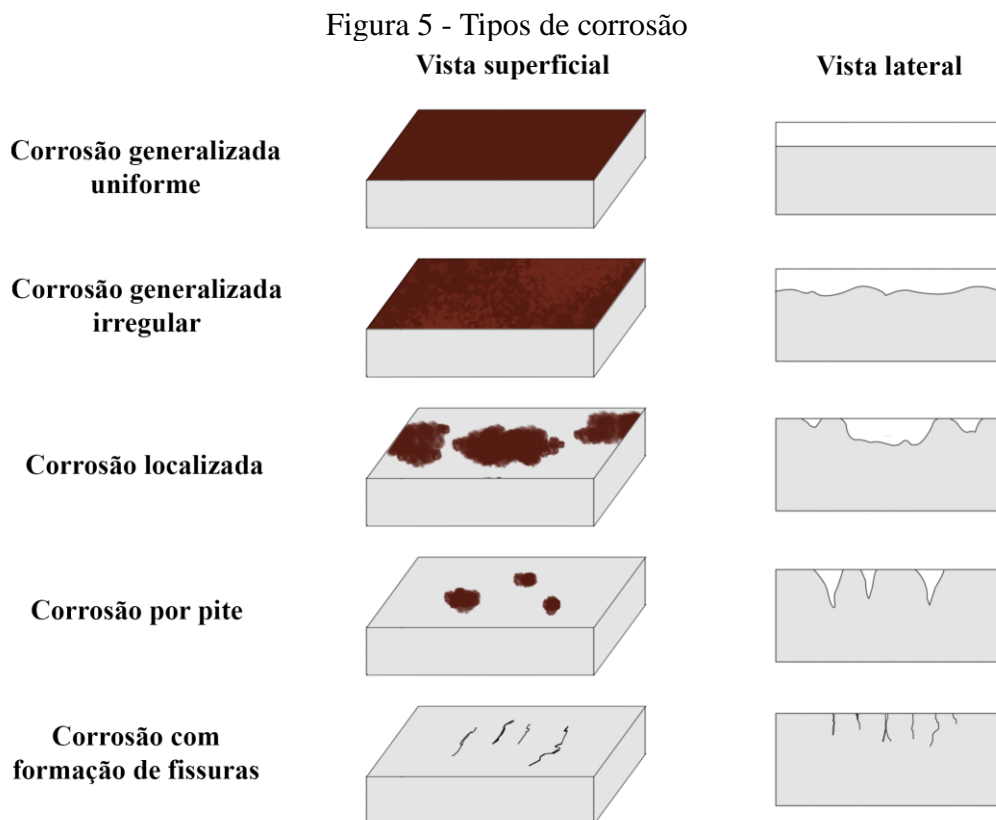 Figura 5 - Tipos de corrosão
Vista superficial
Vista lateral
Corrosão generalizada
uniforme
Corrosão generalizada
irregular
Corrosão localizada
Corrosão por pite
Corrosão com
formação de fissuras